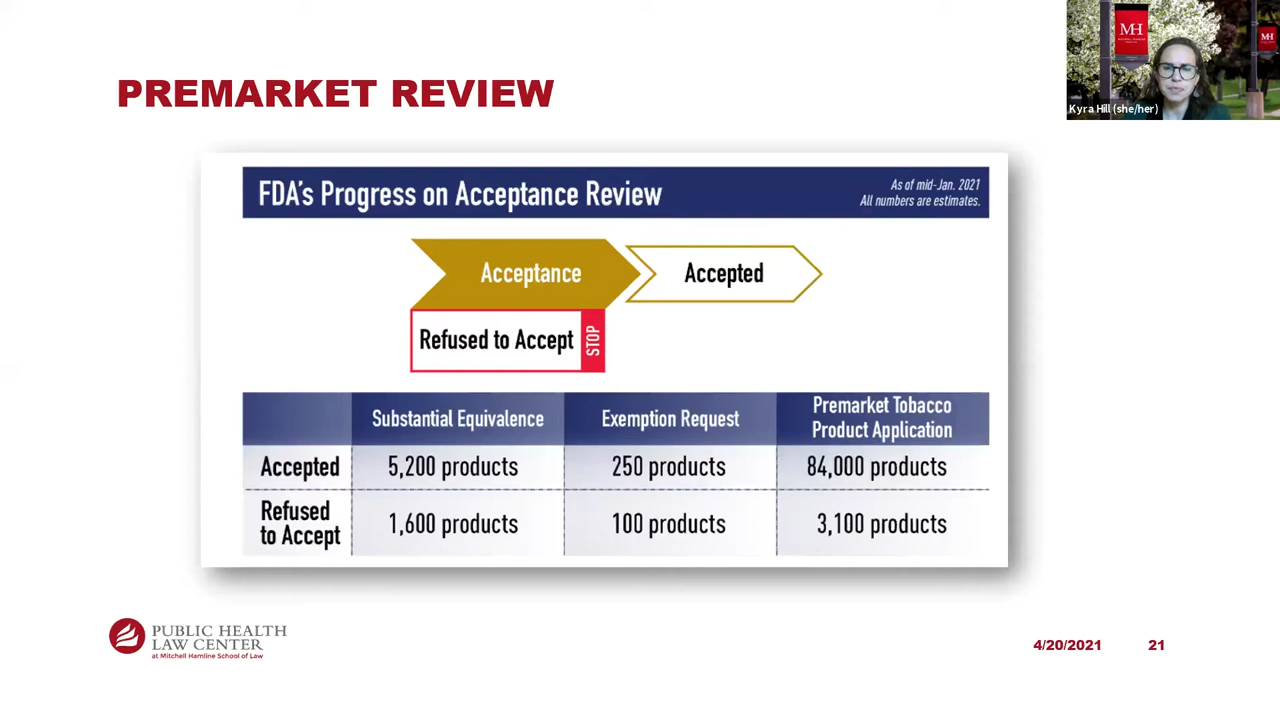 PREMARKET REVIEW
MH
MH
Kyra Hill (she/her)
FDA's Progress on Acceptance Review
As of mid-Jan. 2021
All numbers are estimates.
Acceptance
Accepted
Refused to Accept
STOP
Substantial Equivalence
Exemption Request
Premarket Tobacco
Product Application
Accepted
5,200 products
250 products
84,000 products
Refused
to Accept
1,600 products
100 products
3,100 products
PUBLIC HEALTH
LAW CENTER
at Mitchell Hamline School of Law
4/20/2021
21